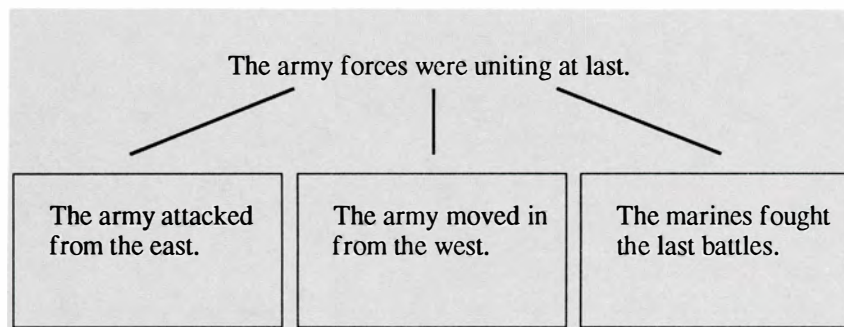 The army forces were uniting at last.
The army attacked
from the east.
The army moved in
from the west.
The marines fought
the last battles.